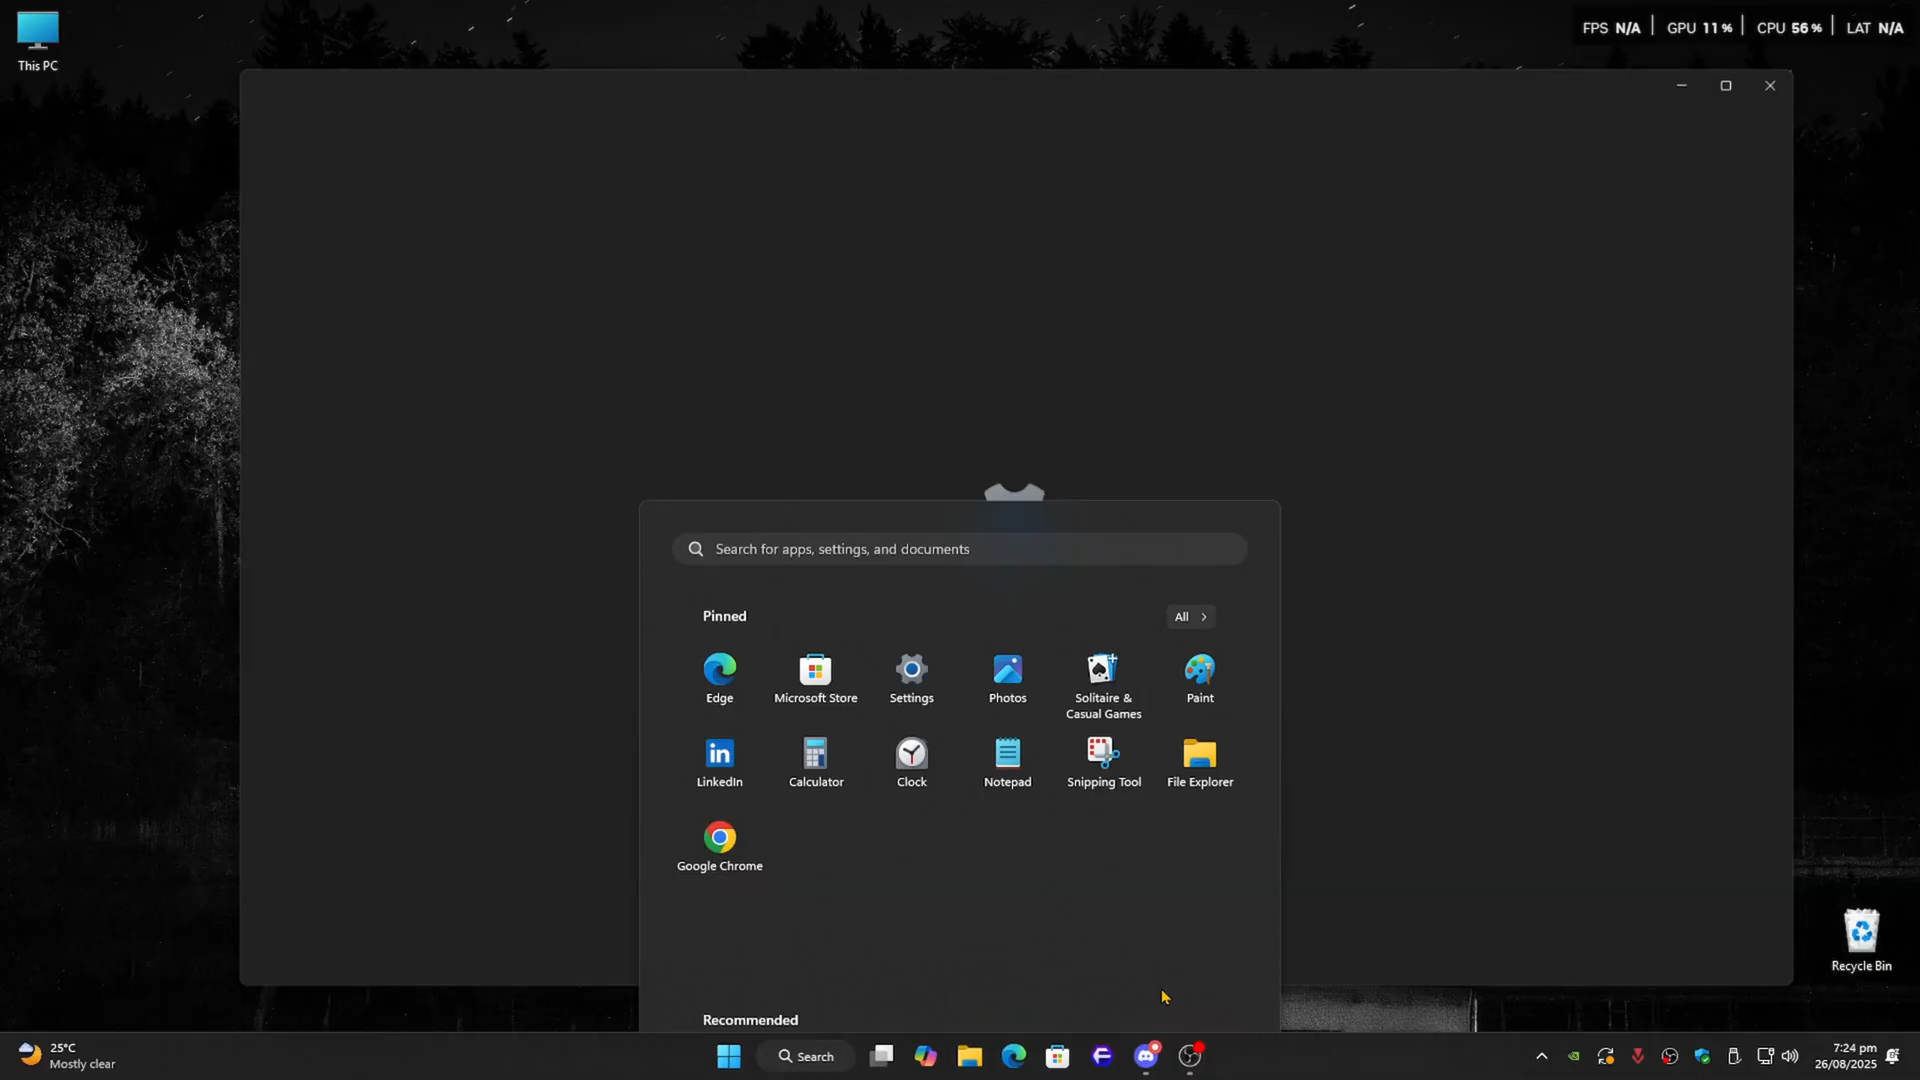 This PC
FPS N/A | GPU 11 % | CPU 56 % | LAT N/A
Search for apps, settings, and documents
Pinned
All
Edge
Microsoft Store
Settings
Photos
Solitaire &
Casual Games
Paint
LinkedIn
Calculator
Clock
Notepad
Snipping Tool
File Explorer
Google Chrome
Recycle Bin
Recommended
25°C
Mostly clear
Search
7:24 pm
26/08/2025